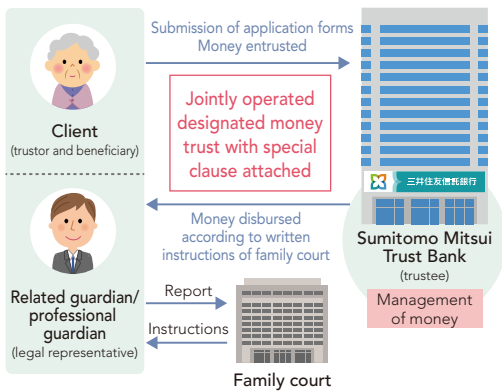 Submission of application forms
Money entrusted
Jointly operated
designated money
trust with special
clause attached
Client
(trustor and beneficiary)
三井住友信託銀行
Money disbursed
according to written
instructions of family court
Sumitomo Mitsui
Trust Bank
(trustee)
Management
of money
Related guardian/
professional
guardian
(legal representative)
Report
Instructions
Family court